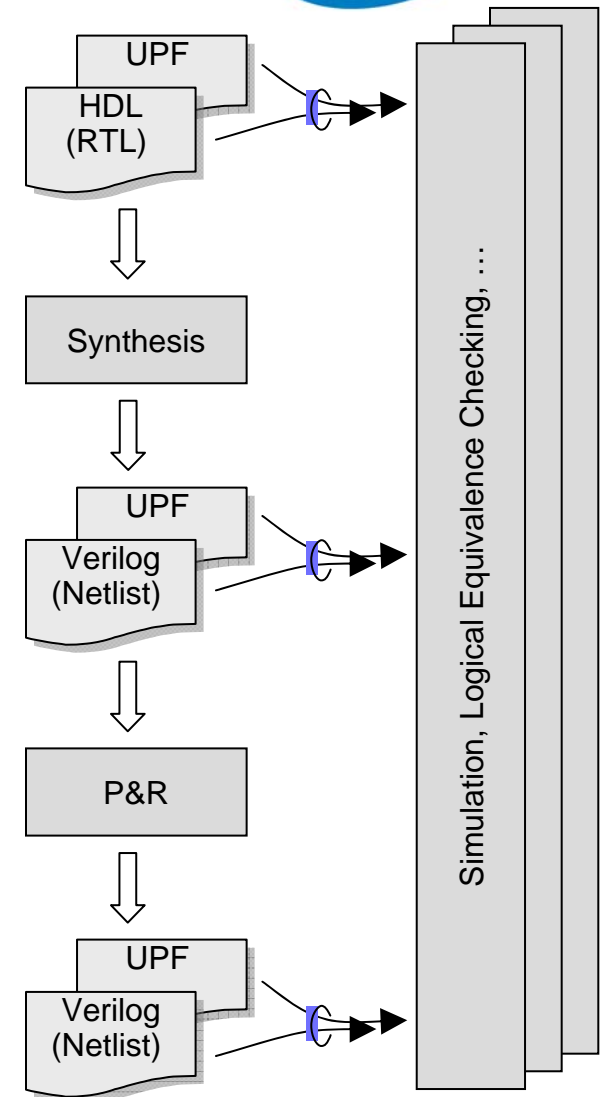 UPF
HDL
(RTL)
Synthesis
UPF
Verilog
(Netlist)
P&R
UPF
Verilog
(Netlist)
Simulation, Logical Equivalence Checking, …